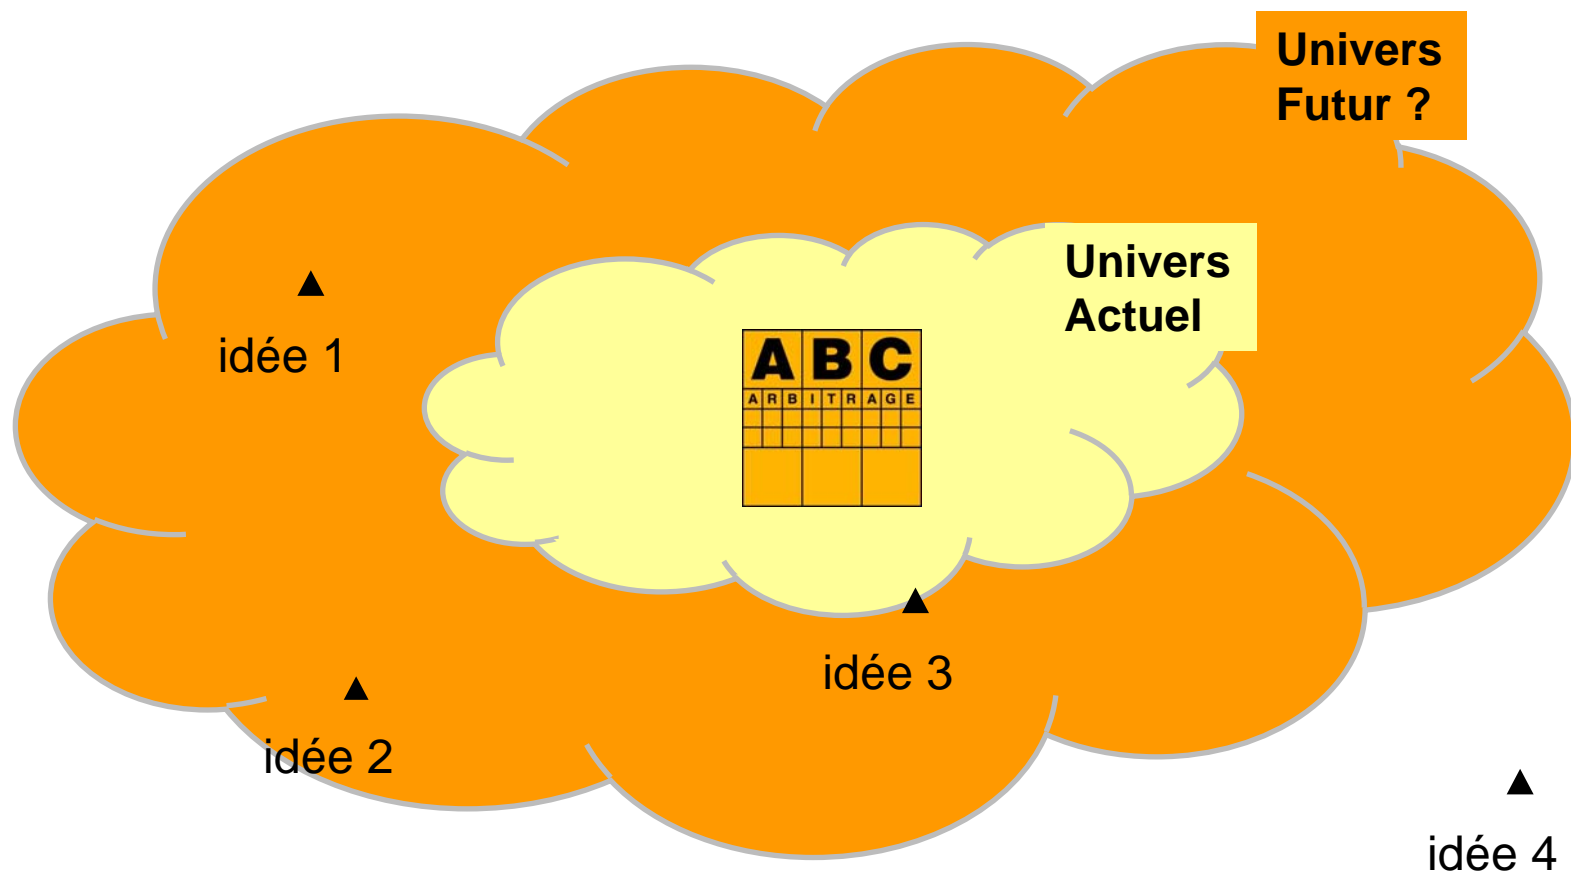 Univers
Futur ?
Univers
Actuel
idée 1
ABC
ARBITRAGE
idée 3
idée 2
idée 4